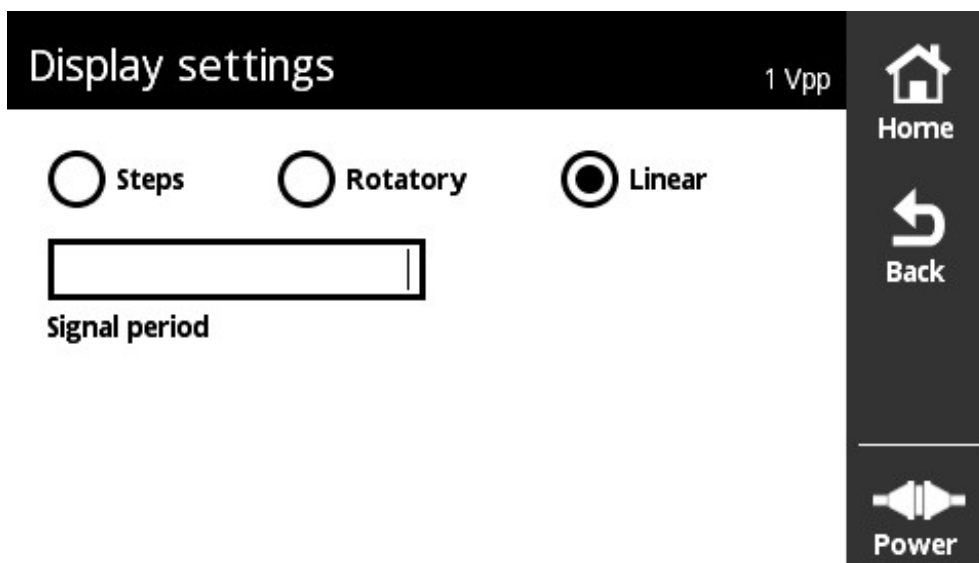 Display settings
1 Vpp
Home
Steps
Rotatory
Linear
Back
Signal period
Power